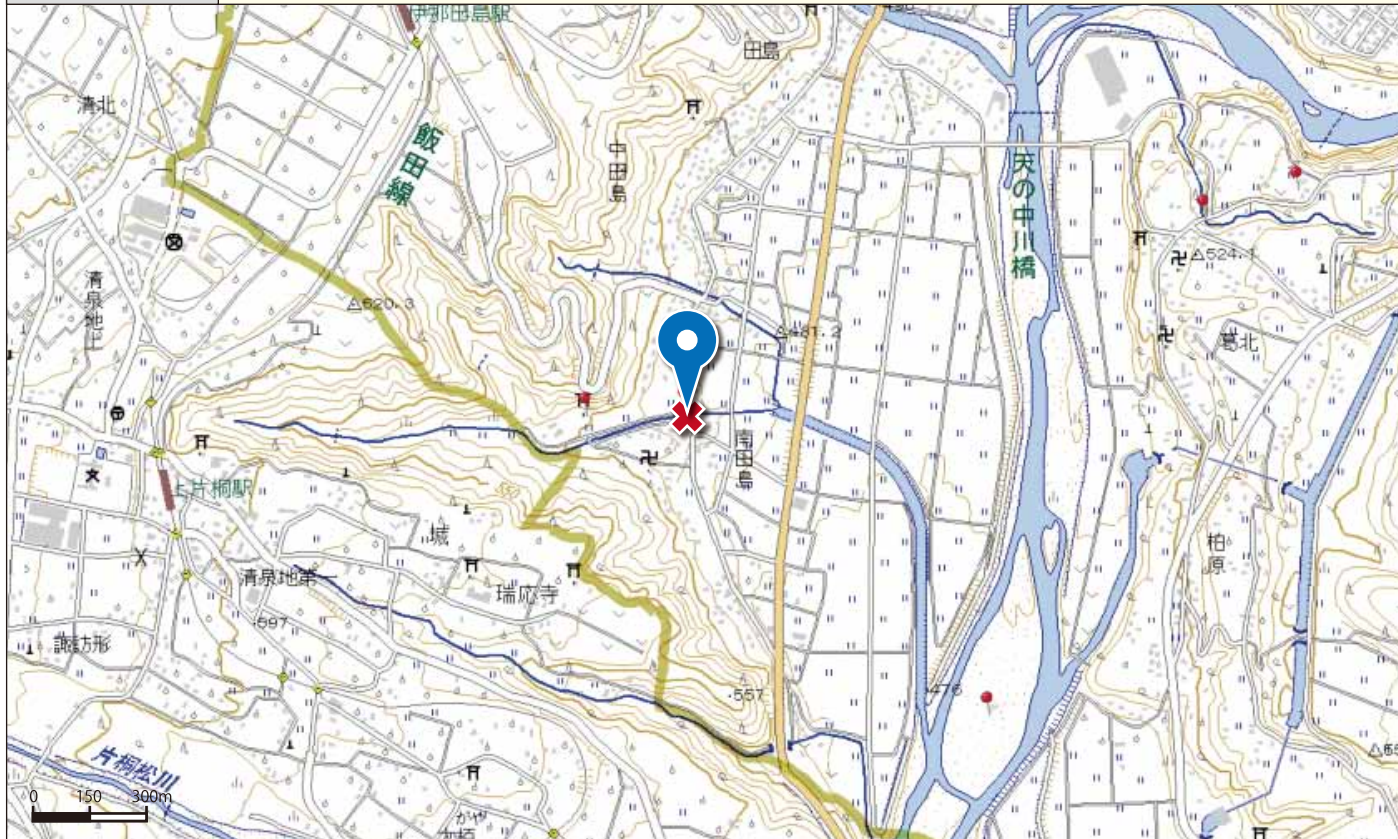 伊那田島駅
田島
清北
飯田線
中田島
天の中川橋
△524.1
清泉地上
△620.3
葛北
南田島
上片桐駅
柏原
城
清泉地第
瑞応寺
・597
諏訪形
・557
・476
片桐松川
0 150 300m
がや